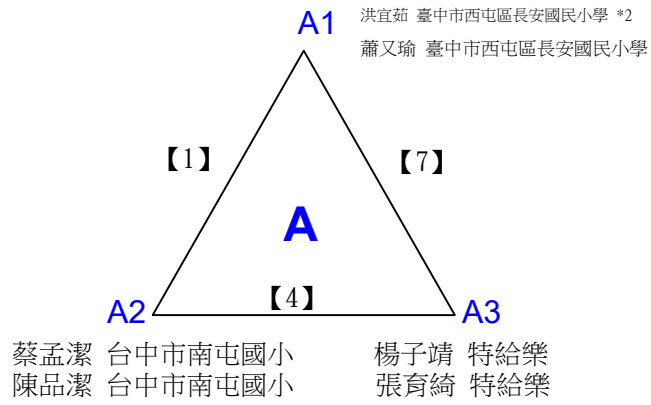 A1
洪宜茹 臺中市西屯區長安國民小學 *2
蕭又瑜 臺中市西屯區長安國民小學
【1】
【7】
A
【4】
A2
A3
蔡孟潔 台中市南屯國小
楊子靖 特給樂
陳品潔 台中市南屯國小
張育綺 特給樂